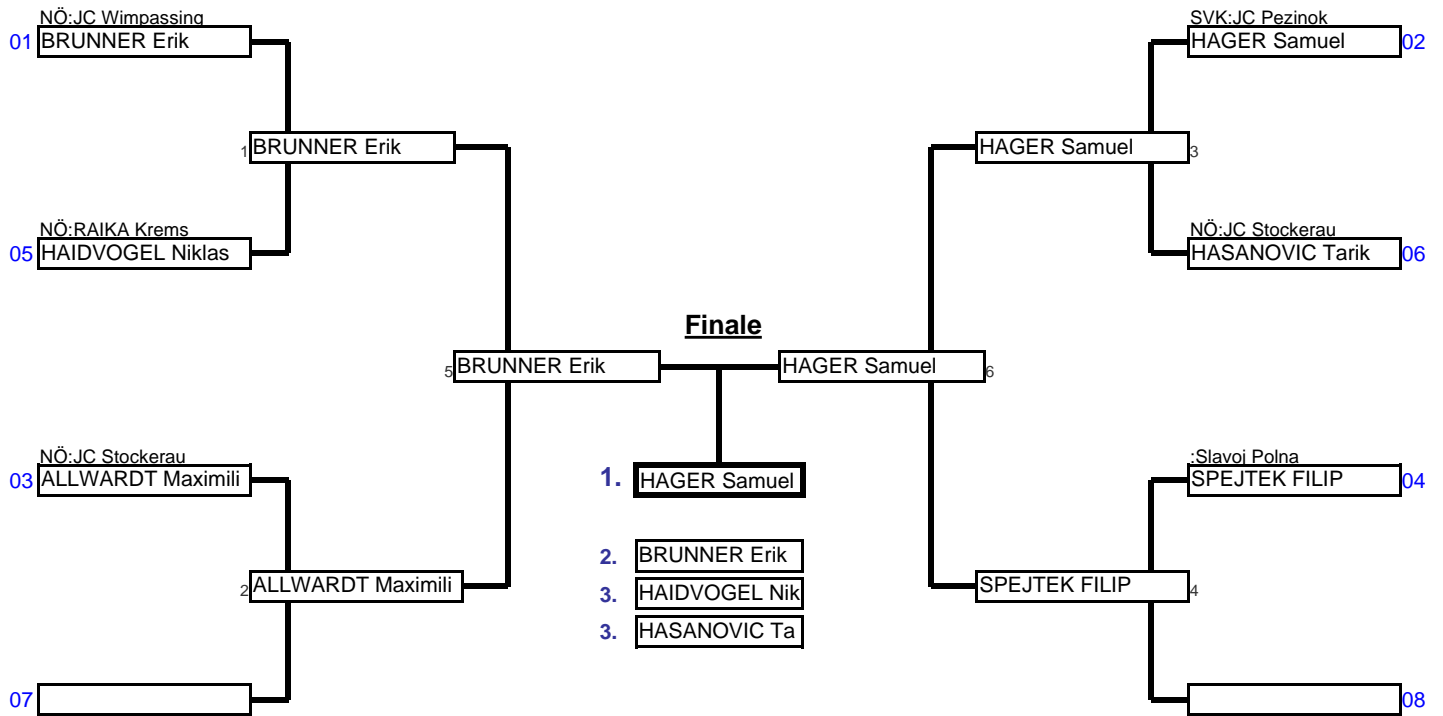 NÖ:JC Wimpassing
01 BRUNNER Erik
SVK:JC Pezinok
HAGER Samuel 02
1 BRUNNER Erik
HAGER Samuel 3
NÖ:RAIKA Krems
05 HAIDVOGEL Niklas
NÖ:JC Stockerau
HASANOVIC Tarik 06
Finale
5 BRUNNER Erik
HAGER Samuel 6
NÖ:JC Stockerau
03 ALLWARDT Maximili
:Slavoj Polna
SPEJTEK FILIP 04
1. HAGER Samuel
2. BRUNNER Erik
3. HAIDVOGEL Nik
3. HASANOVIC Ta
2 ALLWARDT Maximili
SPEJTEK FILIP 4
07
08